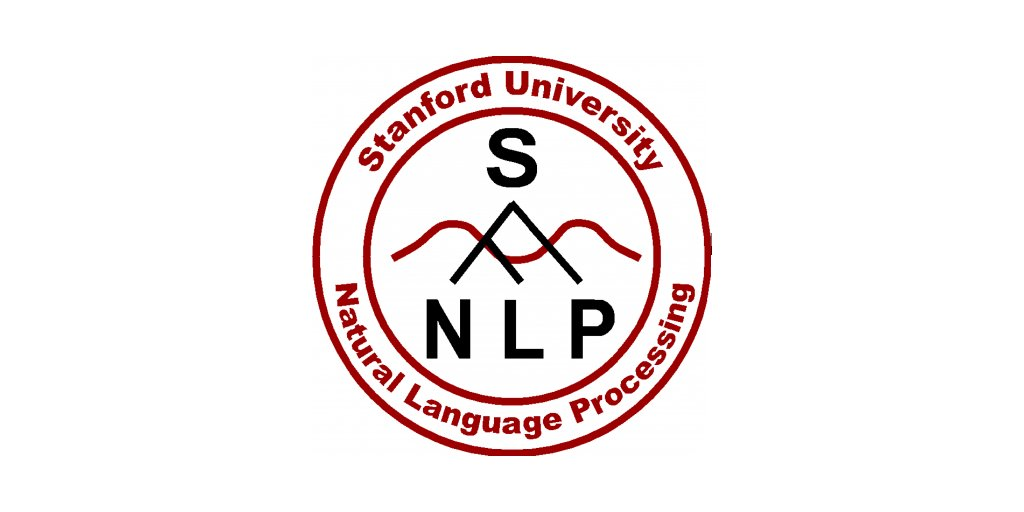 Stanford University
S
N L P
Natural Language Processing